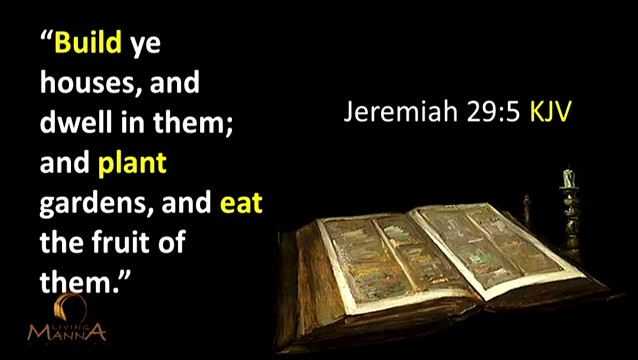 “Build ye
houses, and
dwell in them;
and plant
gardens, and eat
the fruit of
them.”
Jeremiah 29:5 KJV
LIVING
MANNA